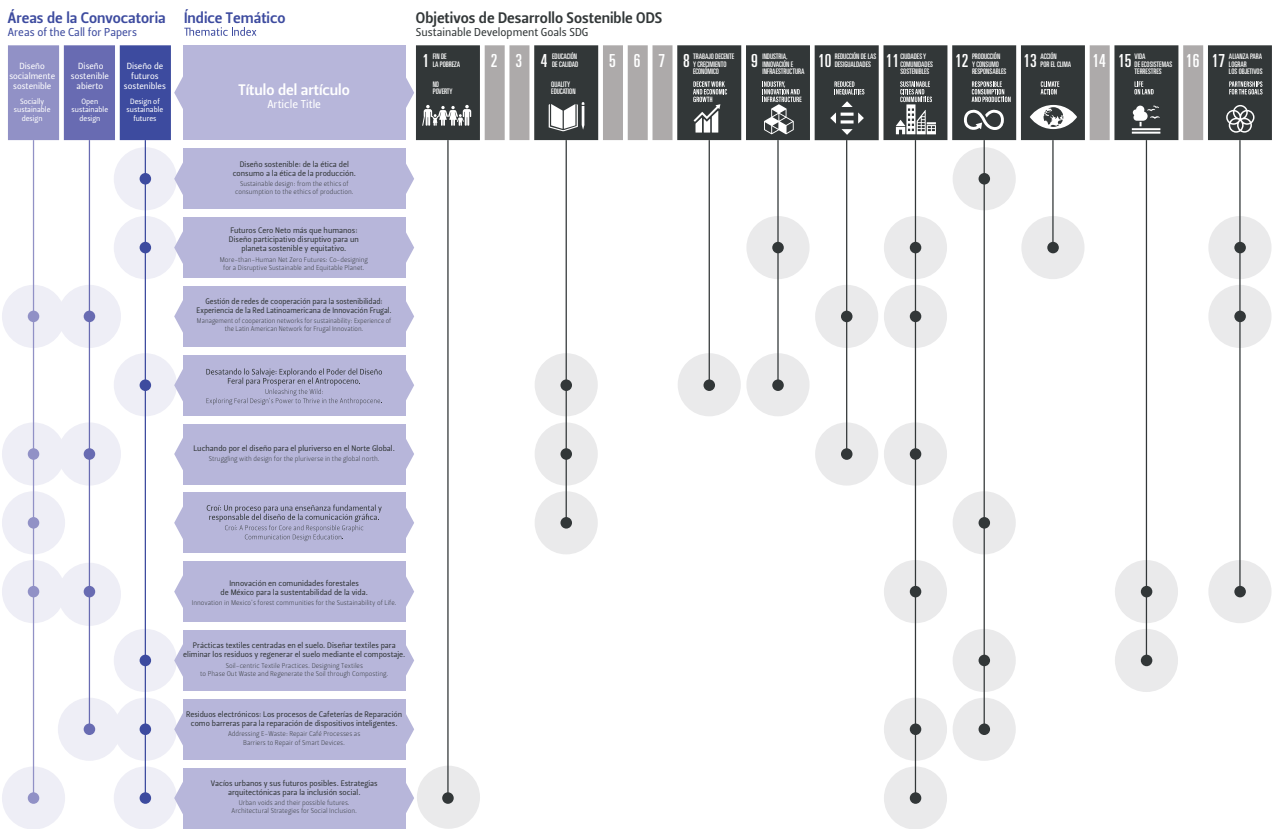 Áreas de la Convocatoria
Areas of the Call for Papers
Índice Temático
Thematic Index
Objetivos de Desarrollo Sostenible ODS
Sustainable Development Goals SDG
Diseño
socialmente
sostenible
Socially
sustainable
design
Diseño
sostenible
abierto
Open
sustainable
design
Diseño de
futuros
sostenibles
Design of
sustainable
futures
Título del artículo
Article Title
1 FIN DE
LA POBREZA
NO
POVERTY
2
3
4 EDUCACIÓN
DE CALIDAD
QUALITY
EDUCATION
5
6
7
8 TRABAJO DECENTE
Y CRECIMIENTO
ECONÓMICO
DECENT WORK
AND ECONOMIC
GROWTH
9 INDUSTRIA,
INNOVACIÓN E
INFRAESTRUCTURA
INDUSTRY,
INNOVATION AND
INFRASTRUCTURE
10 REDUCCIÓN DE LAS
DESIGUALDADES
REDUCED
INEQUALITIES
11 CIUDADES Y
COMUNIDADES
SOSTENIBLES
SUSTAINABLE
CITIES AND
COMMUNITIES
12 PRODUCCIÓN
Y CONSUMO
RESPONSABLES
RESPONSIBLE
CONSUMPTION
AND PRODUCTION
13 ACCIÓN
POR EL CLIMA
CLIMATE
ACTION
14
15 VIDA
DE ECOSISTEMAS
TERRESTRES
LIFE
ON LAND
16
17 ALIANZA PARA
LOGRAR
LOS OBJETIVOS
PARTNERSHIPS
FOR THE GOALS
Diseño sostenible: de la ética del
consumo a la ética de la producción.
Sustainable design: from the ethics of
consumption to the ethics of production.
Futuros Cero Neto más que humanos:
Diseño participativo disruptivo para un
planeta sostenible y equitativo.
More-than-Human Net Zero Futures: Co-designing
for a Disruptive Sustainable and Equitable Planet.
Gestión de redes de cooperación para la sostenibilidad:
Experiencia de la Red Latinoamericana de Innovación Frugal.
Management of cooperation networks for sustainability: Experience of
the Latin American Network for Frugal Innovation.
Desatando lo Salvaje: Explorando el Poder del Diseño
Feral para Prosperar en el Antropoceno.
Unleashing the Wild:
Exploring Feral Design's Power to Thrive in the Anthropocene.
Luchando por el diseño para el pluriverso en el Norte Global.
Struggling with design for the pluriverse in the global north.
Croí: Un proceso para una enseñanza fundamental y
responsable del diseño de la comunicación gráfica.
Croí: A Process for Core and Responsible Graphic
Communication Design Education.
Innovación en comunidades forestales
de México para la sustentabilidad de la vida.
Innovation in Mexico's forest communities for the Sustainability of Life.
Prácticas textiles centradas en el suelo. Diseñar textiles para
eliminar los residuos y regenerar el suelo mediante el compostaje.
Soil-centric Textile Practices. Designing Textiles
to Phase Out Waste and Regenerate the Soil through Composting.
Residuos electrónicos: Los procesos de Cafeterías de Reparación
como barreras para la reparación de dispositivos inteligentes.
Addressing E-Waste: Repair Café Processes as
Barriers to Repair of Smart Devices.
Vacíos urbanos y sus futuros posibles. Estrategias
arquitectónicas para la inclusión social.
Urban voids and their possible futures.
Architectural Strategies for Social Inclusion.